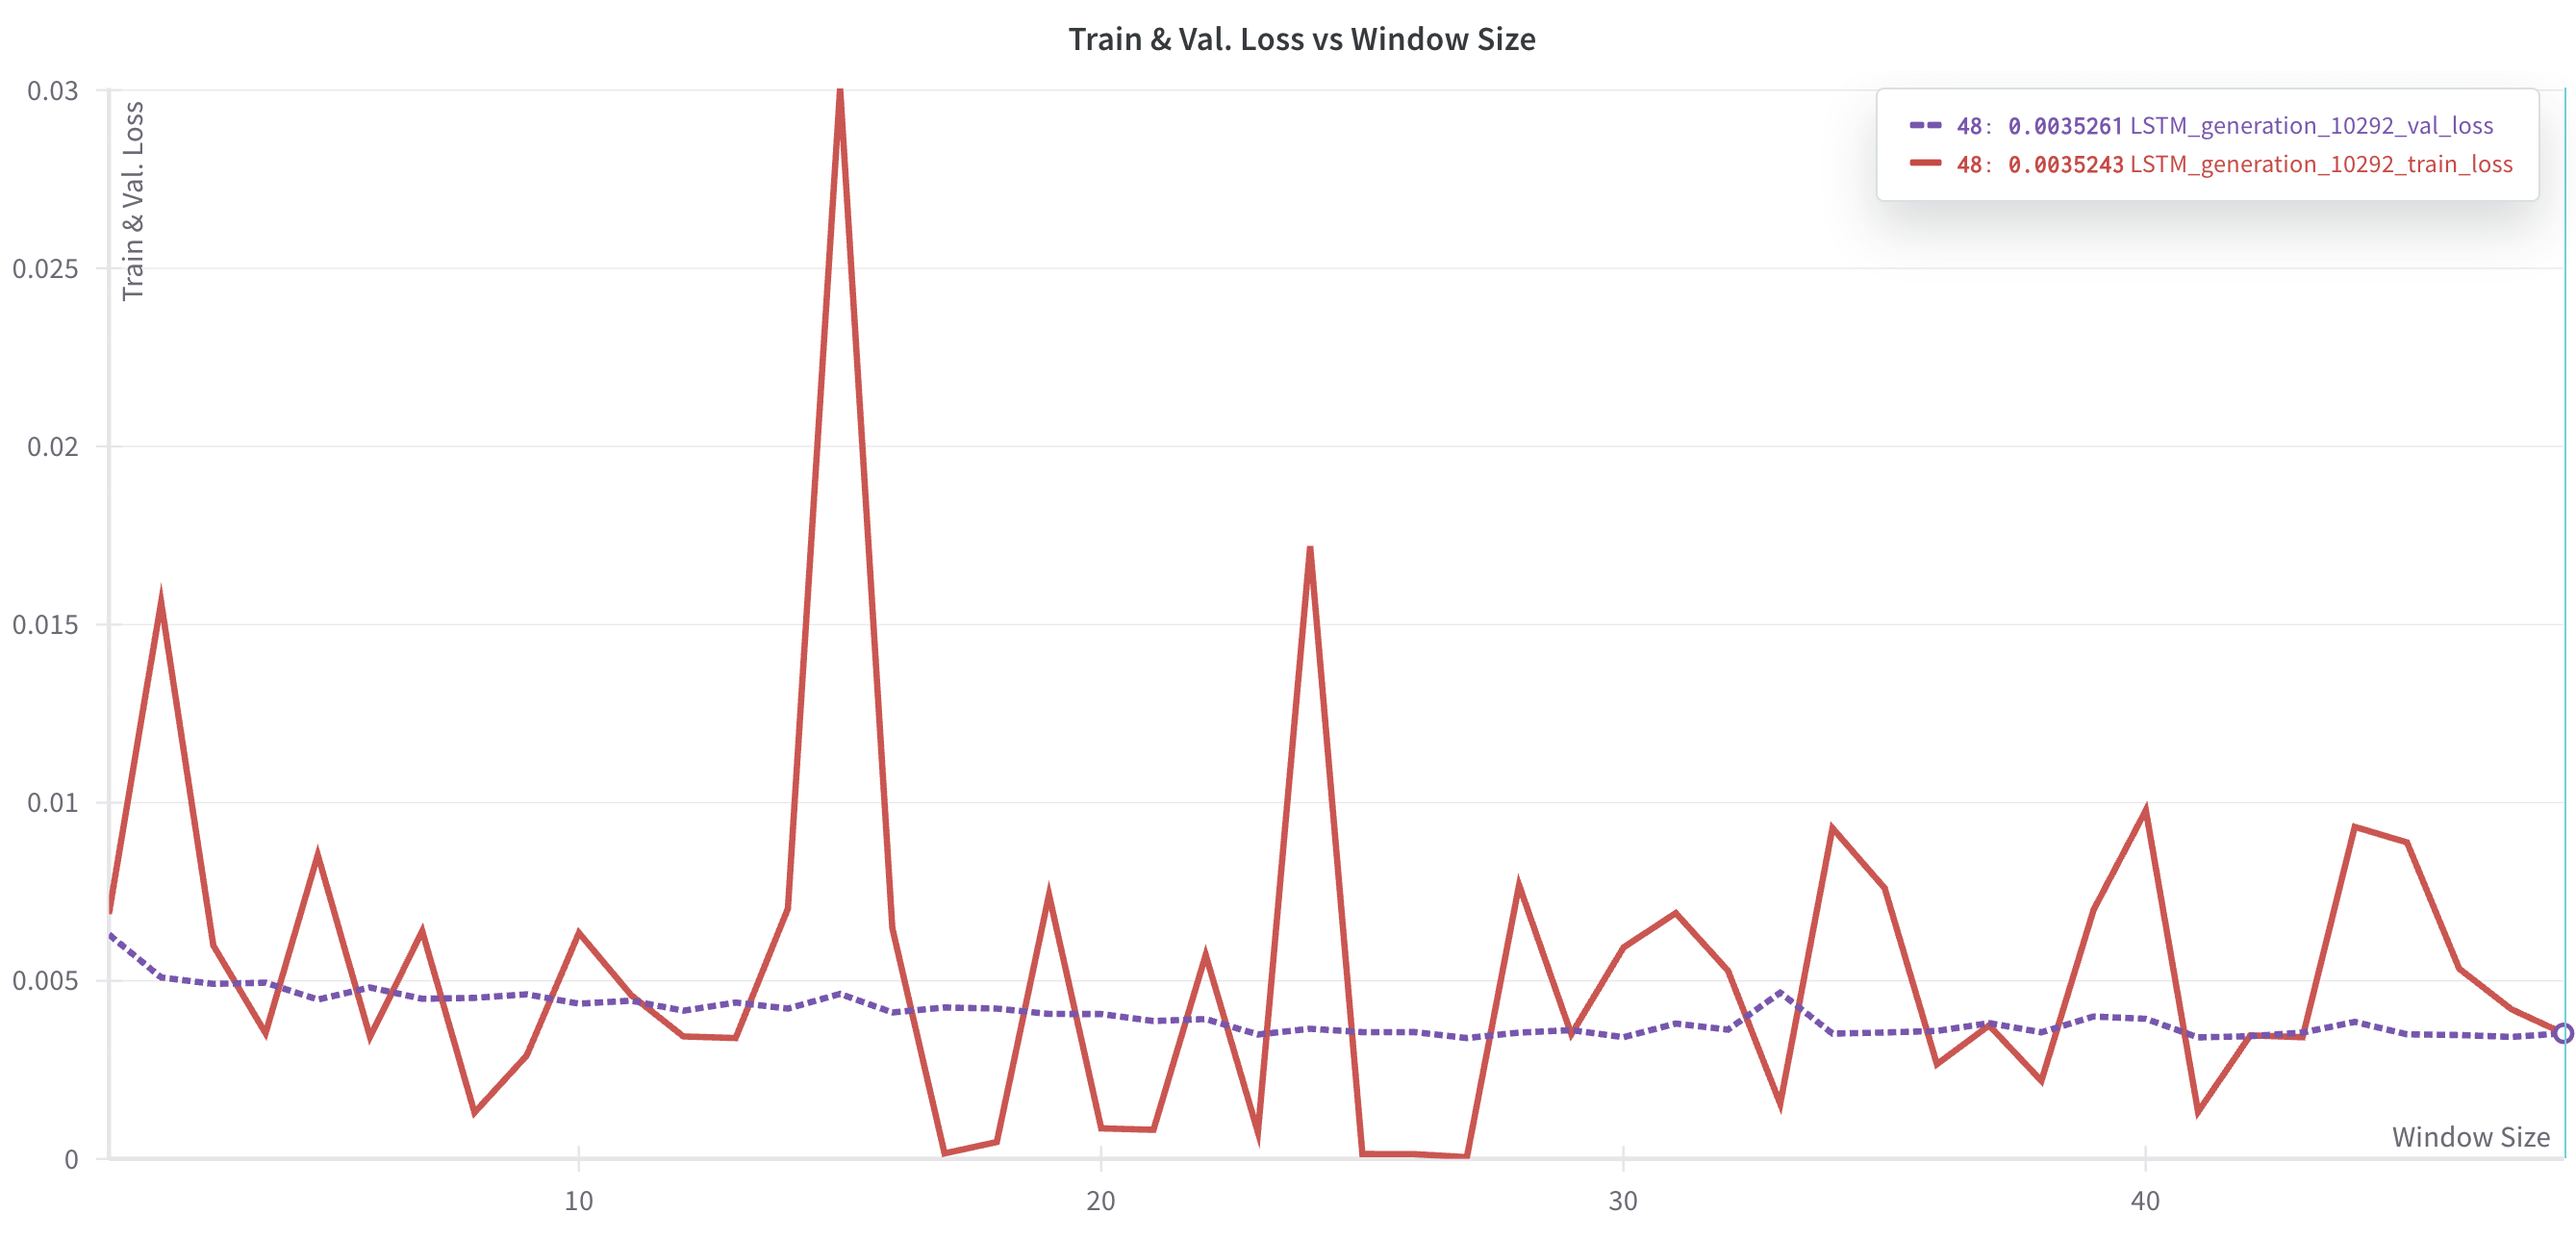 Train & Val. Loss vs Window Size
Train & Val. Loss
0.03
0.025
0.02
0.015
0.01
0.005
0
48: 0.0035261 LSTM_generation_10292_val_loss
48: 0.0035243 LSTM_generation_10292_train_loss
Window Size
10
20
30
40